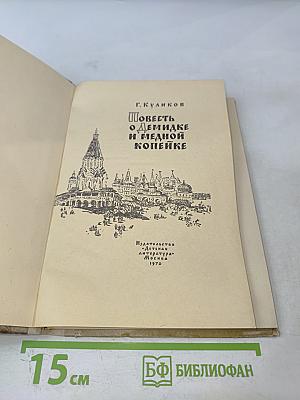 Г. Куликов
Повесть
о Демидке
и медной
копейке
Издательство
«Детская
литература»
Москва
1972
15 см
БФ БИБЛИОФАН